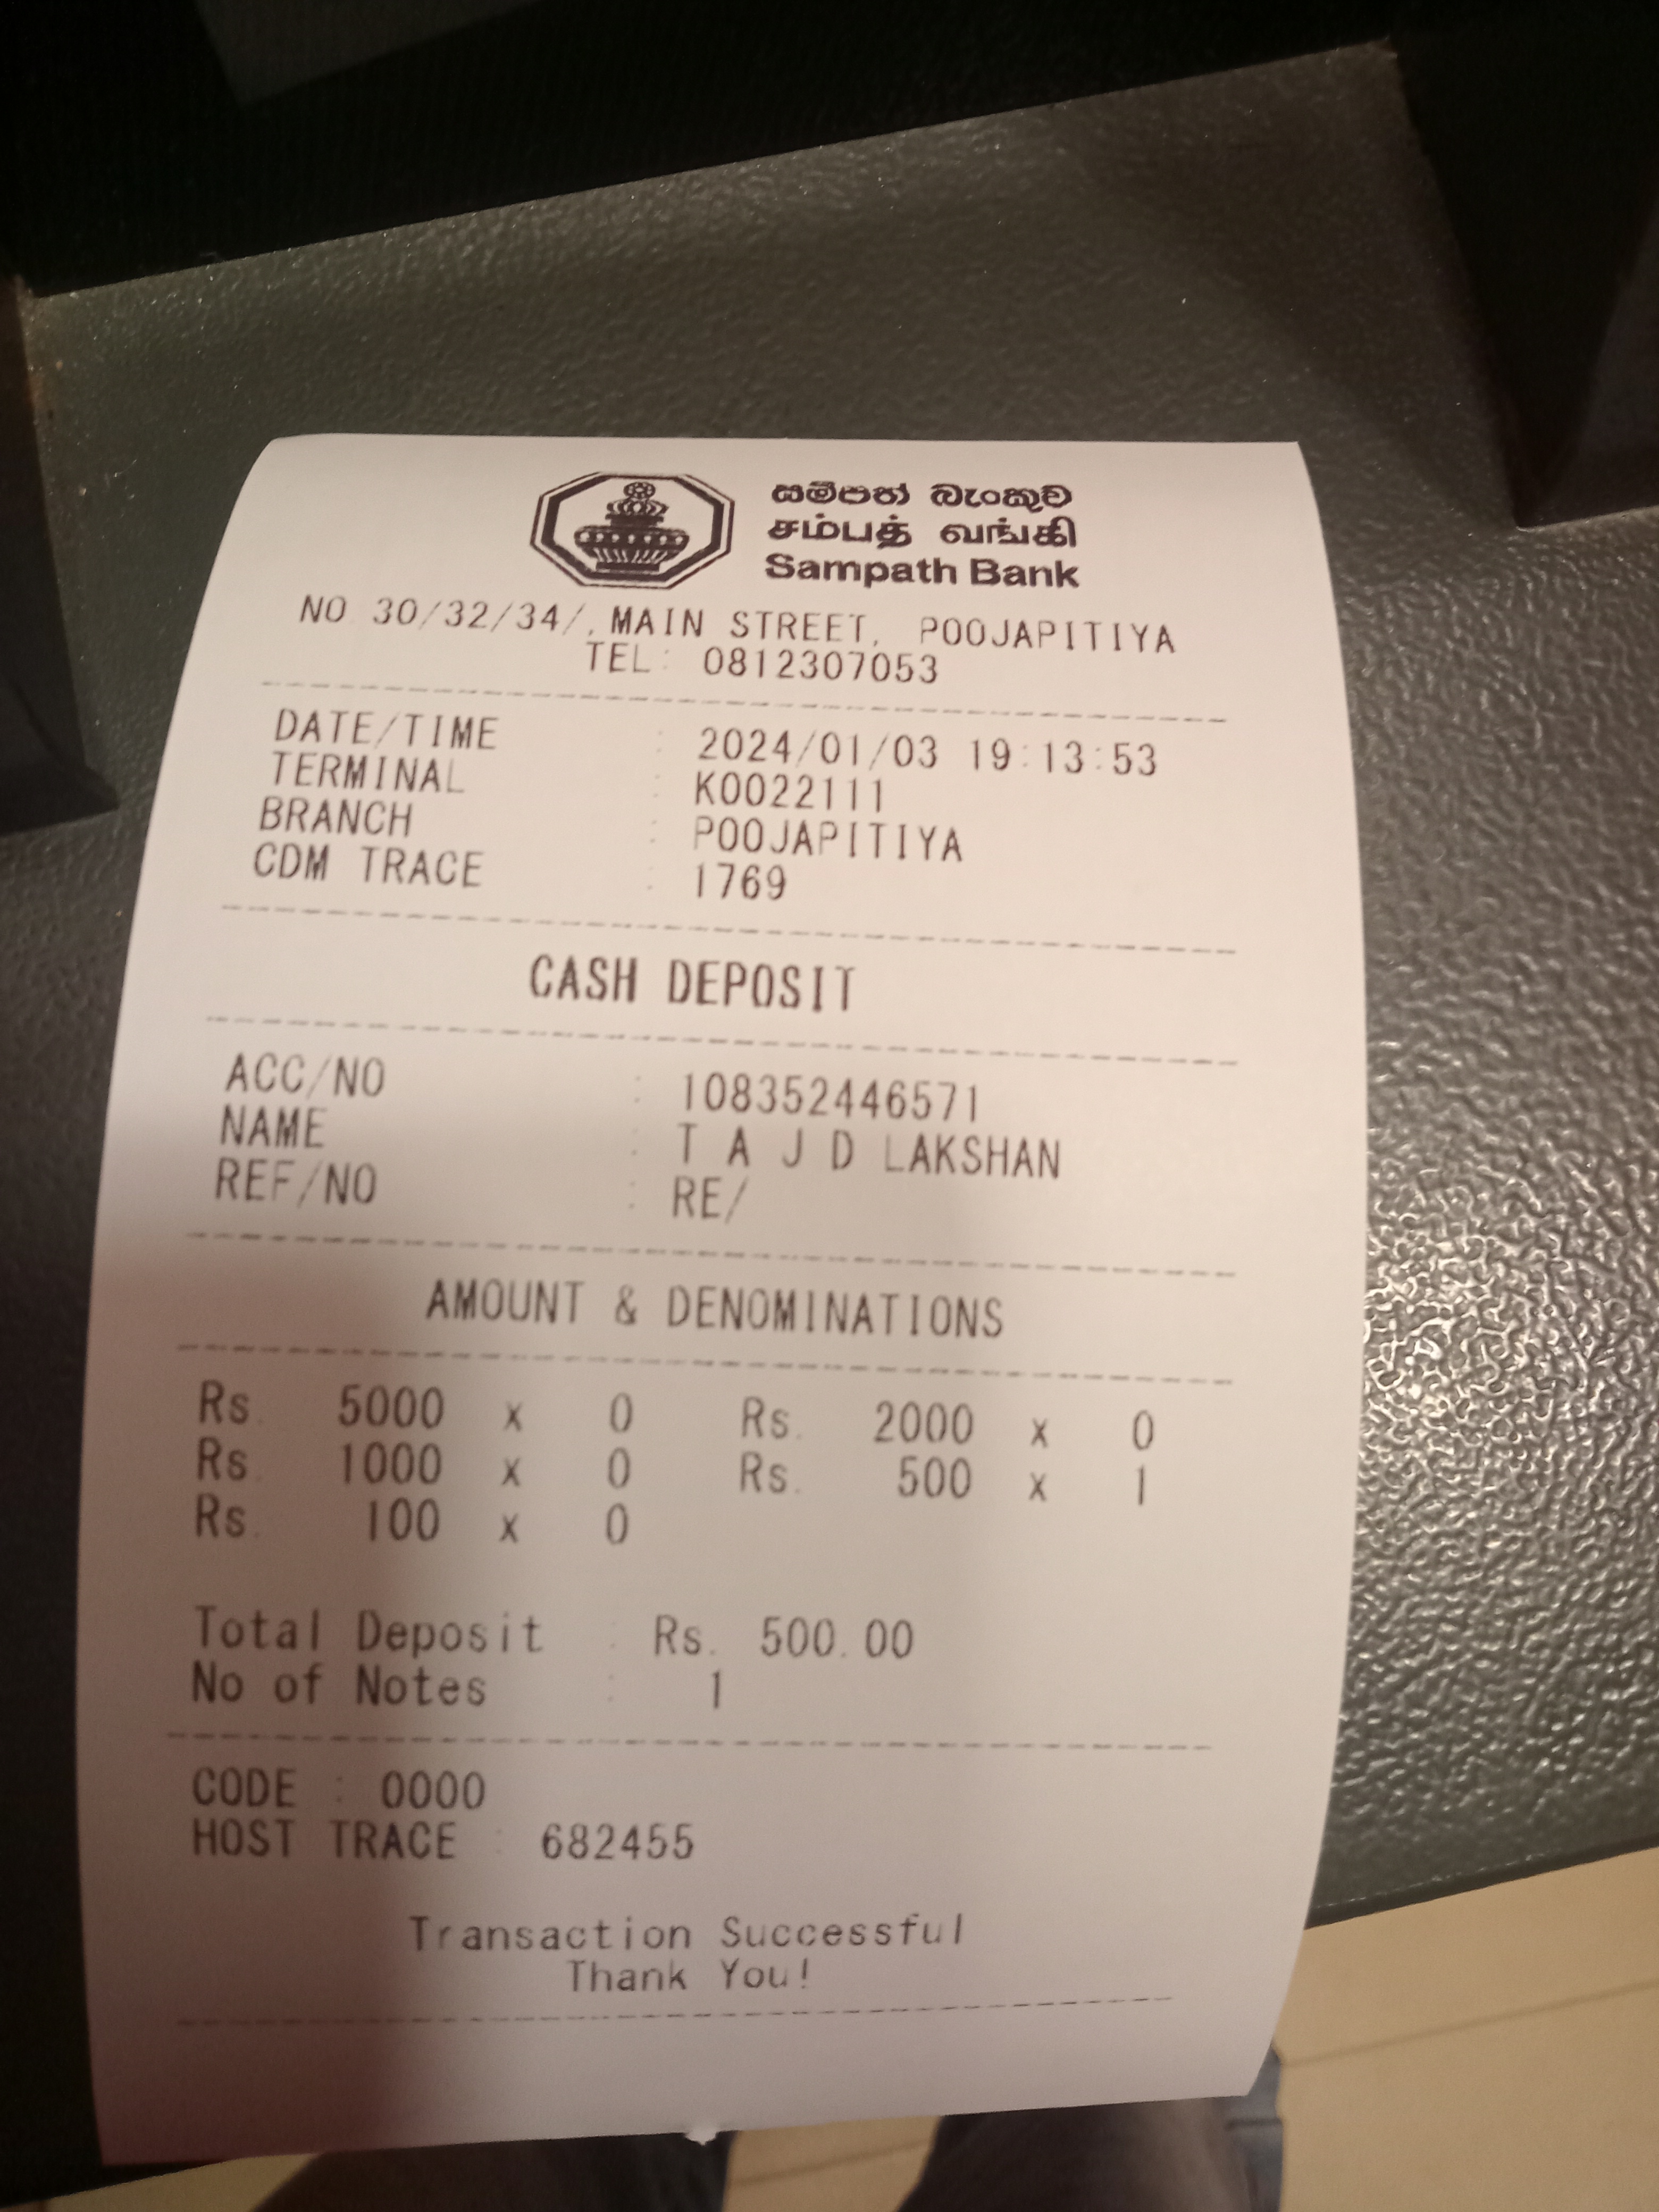 සම්පත් බැංකුව
சம்பத் வங்கி
Sampath Bank
NO 30/32/34/, MAIN STREET, POOJAPITIYA
TEL: 0812307053
DATE/TIME : 2024/01/03 19:13:53
TERMINAL : K0022111
BRANCH : POOJAPITIYA
CDM TRACE : 1769
CASH DEPOSIT
ACC/NO : 108352446571
NAME : T A J D LAKSHAN
REF/NO : RE/
AMOUNT & DENOMINATIONS
Rs. 5000 x 0 Rs. 2000 x 0
Rs. 1000 x 0 Rs. 500 x 1
Rs. 100 x 0
Total Deposit : Rs. 500.00
No of Notes : 1
CODE : 0000
HOST TRACE : 682455
Transaction Successful
Thank You!